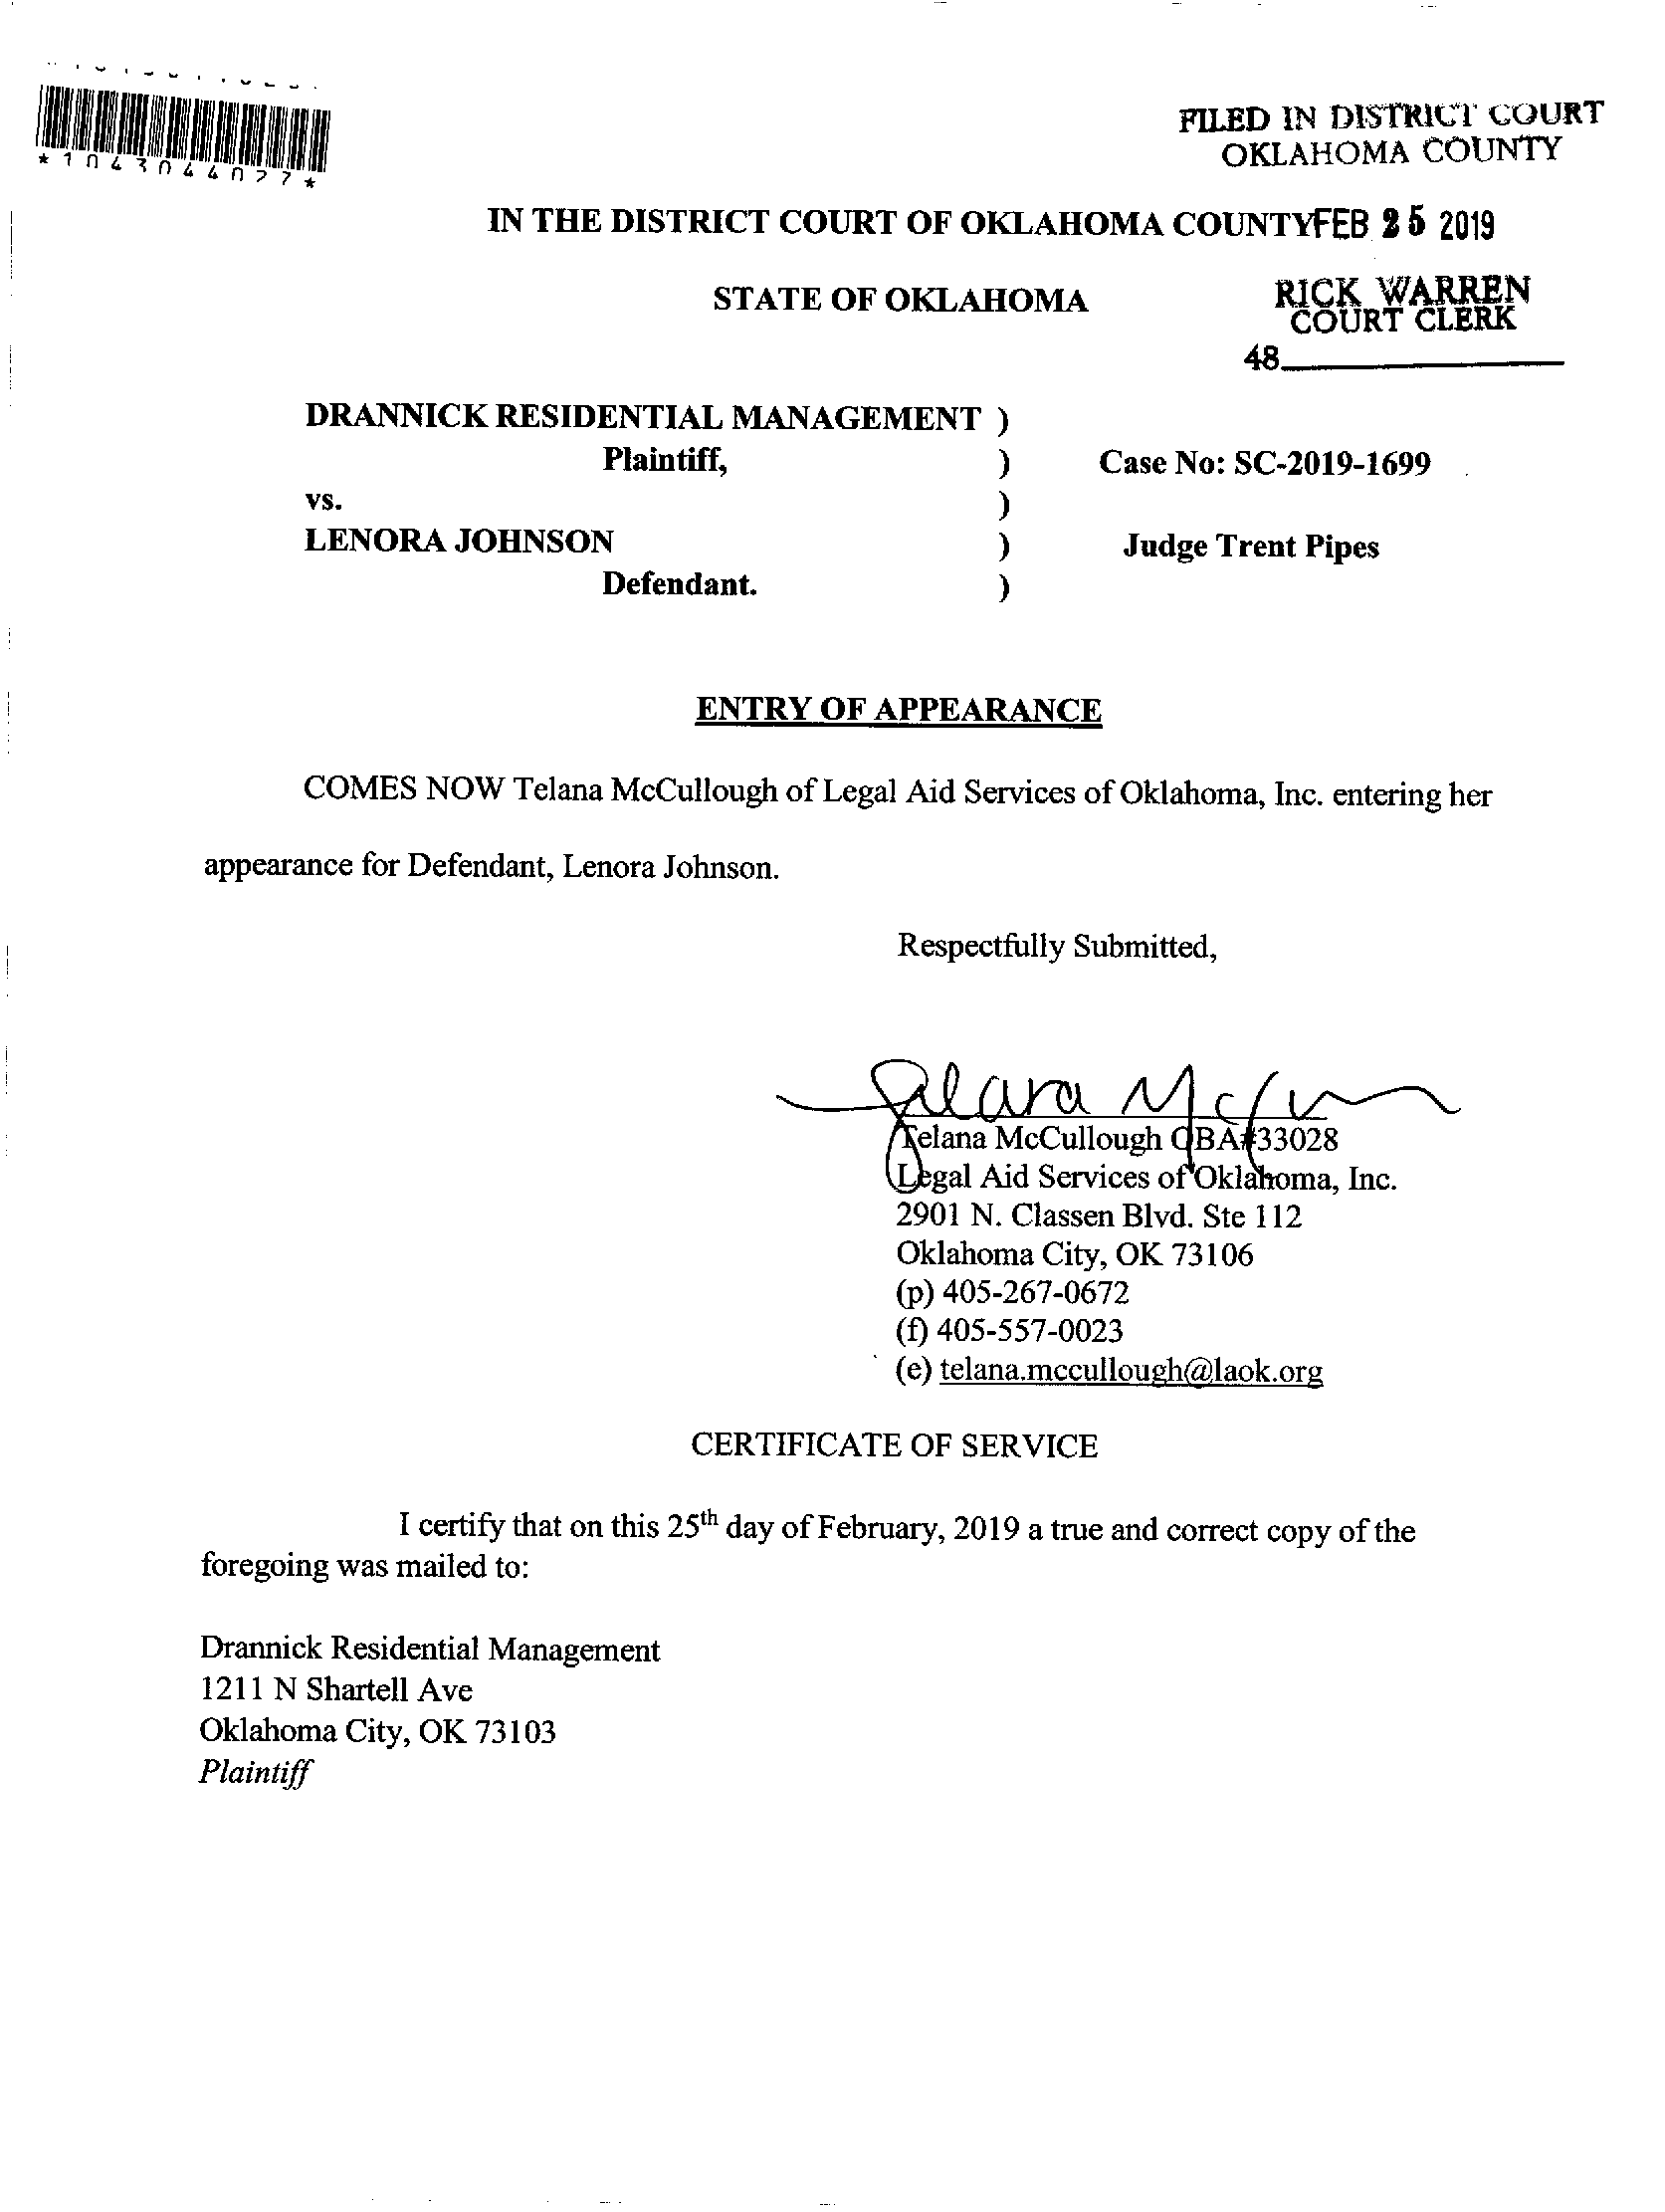 *1043044027*
FILED IN DISTRICT COURT
OKLAHOMA COUNTY
IN THE DISTRICT COURT OF OKLAHOMA COUNTY FEB 25 2019
STATE OF OKLAHOMA
RICK WARREN
COURT CLERK
48
DRANNICK RESIDENTIAL MANAGEMENT )
Plaintiff, ) Case No: SC-2019-1699
vs. )
LENORA JOHNSON ) Judge Trent Pipes
Defendant. )
ENTRY OF APPEARANCE
COMES NOW Telana McCullough of Legal Aid Services of Oklahoma, Inc. entering her
appearance for Defendant, Lenora Johnson.
Respectfully Submitted,
Telana McCullough OBA#33028
Legal Aid Services of Oklahoma, Inc.
2901 N. Classen Blvd. Ste 112
Oklahoma City, OK 73106
(p) 405-267-0672
(f) 405-557-0023
(e) telana.mccullough@laok.org
CERTIFICATE OF SERVICE
I certify that on this 25th day of February, 2019 a true and correct copy of the
foregoing was mailed to:
Drannick Residential Management
1211 N Shartell Ave
Oklahoma City, OK 73103
Plaintiff